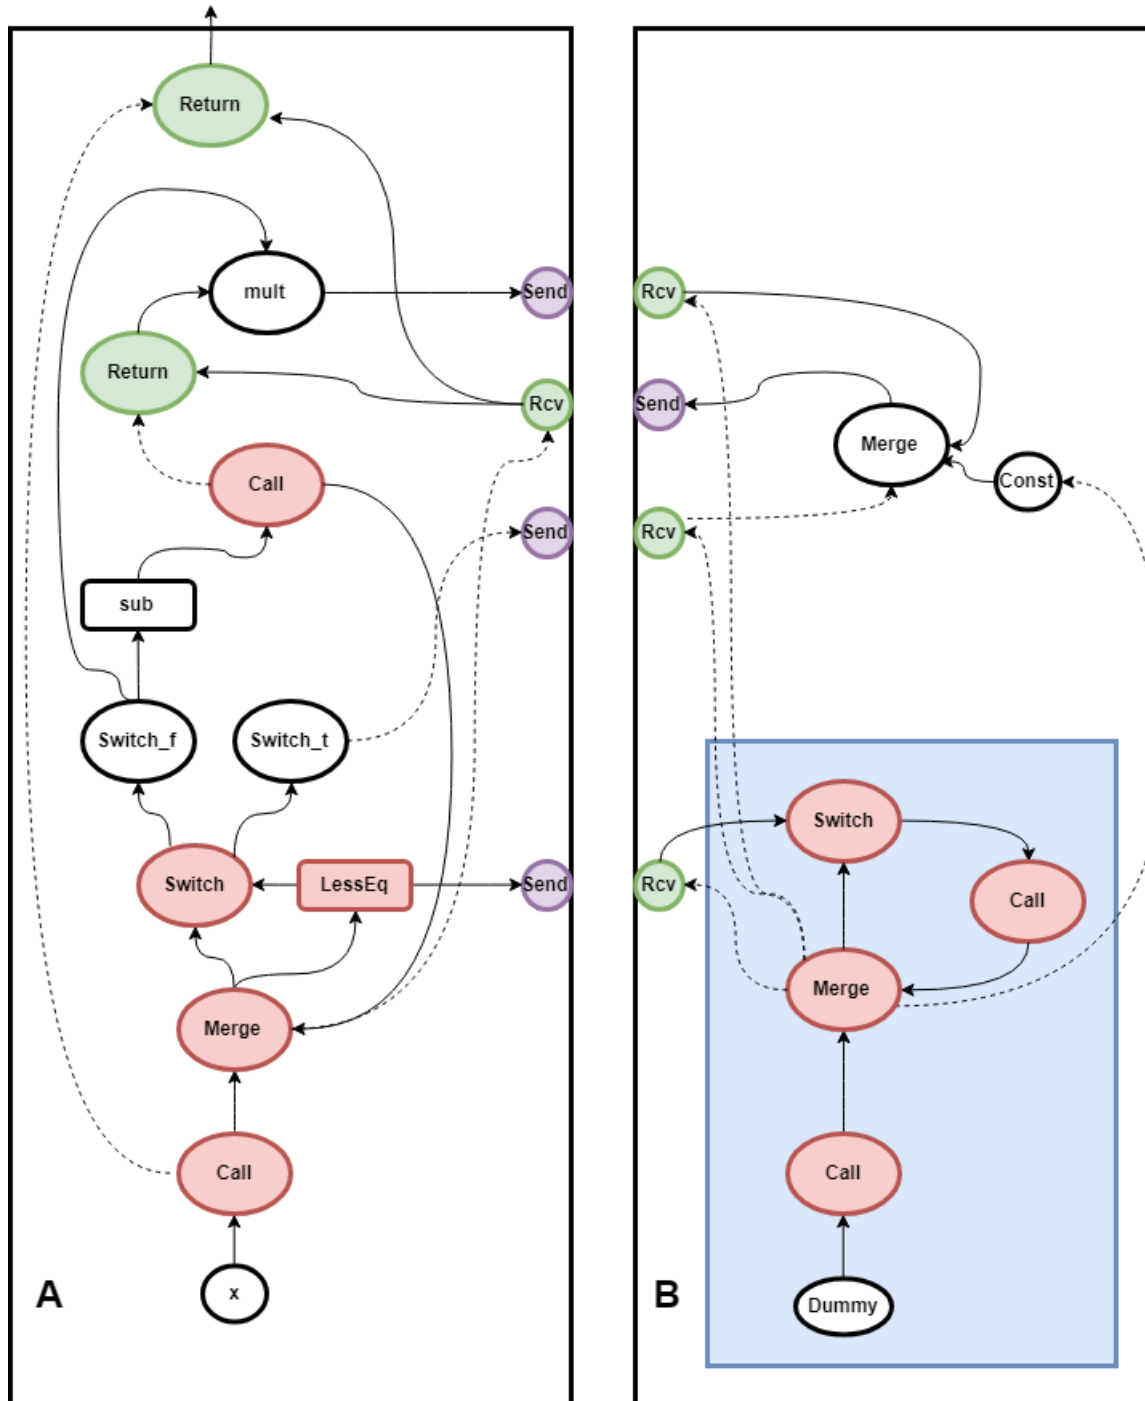 Return
mult
Send
Return
Rcv
Call
Send
sub
Switch_f
Switch_t
Switch
LessEq
Send
Merge
Call
x
A
Rcv
Send
Merge
Const
Rcv
Switch
Rcv
Call
Merge
Call
Dummy
B